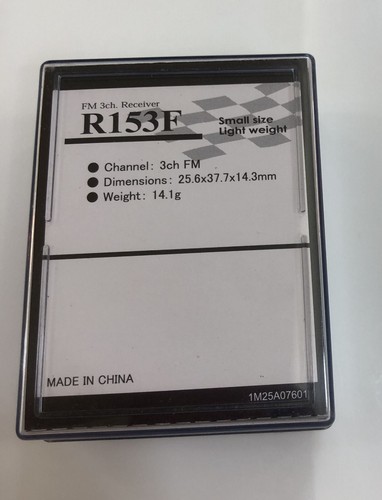 FM 3ch. Receiver
R153F
Small size
Light weight
● Channel: 3ch FM
● Dimensions: 25.6x37.7x14.3mm
● Weight: 14.1g
MADE IN CHINA
1M25A07601